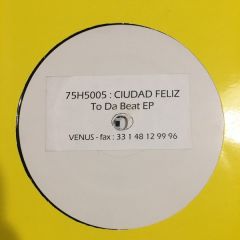 75H5005 : CIUDAD FELIZ
To Da Beat EP
VENUS - fax : 33 1 48 12 99 96